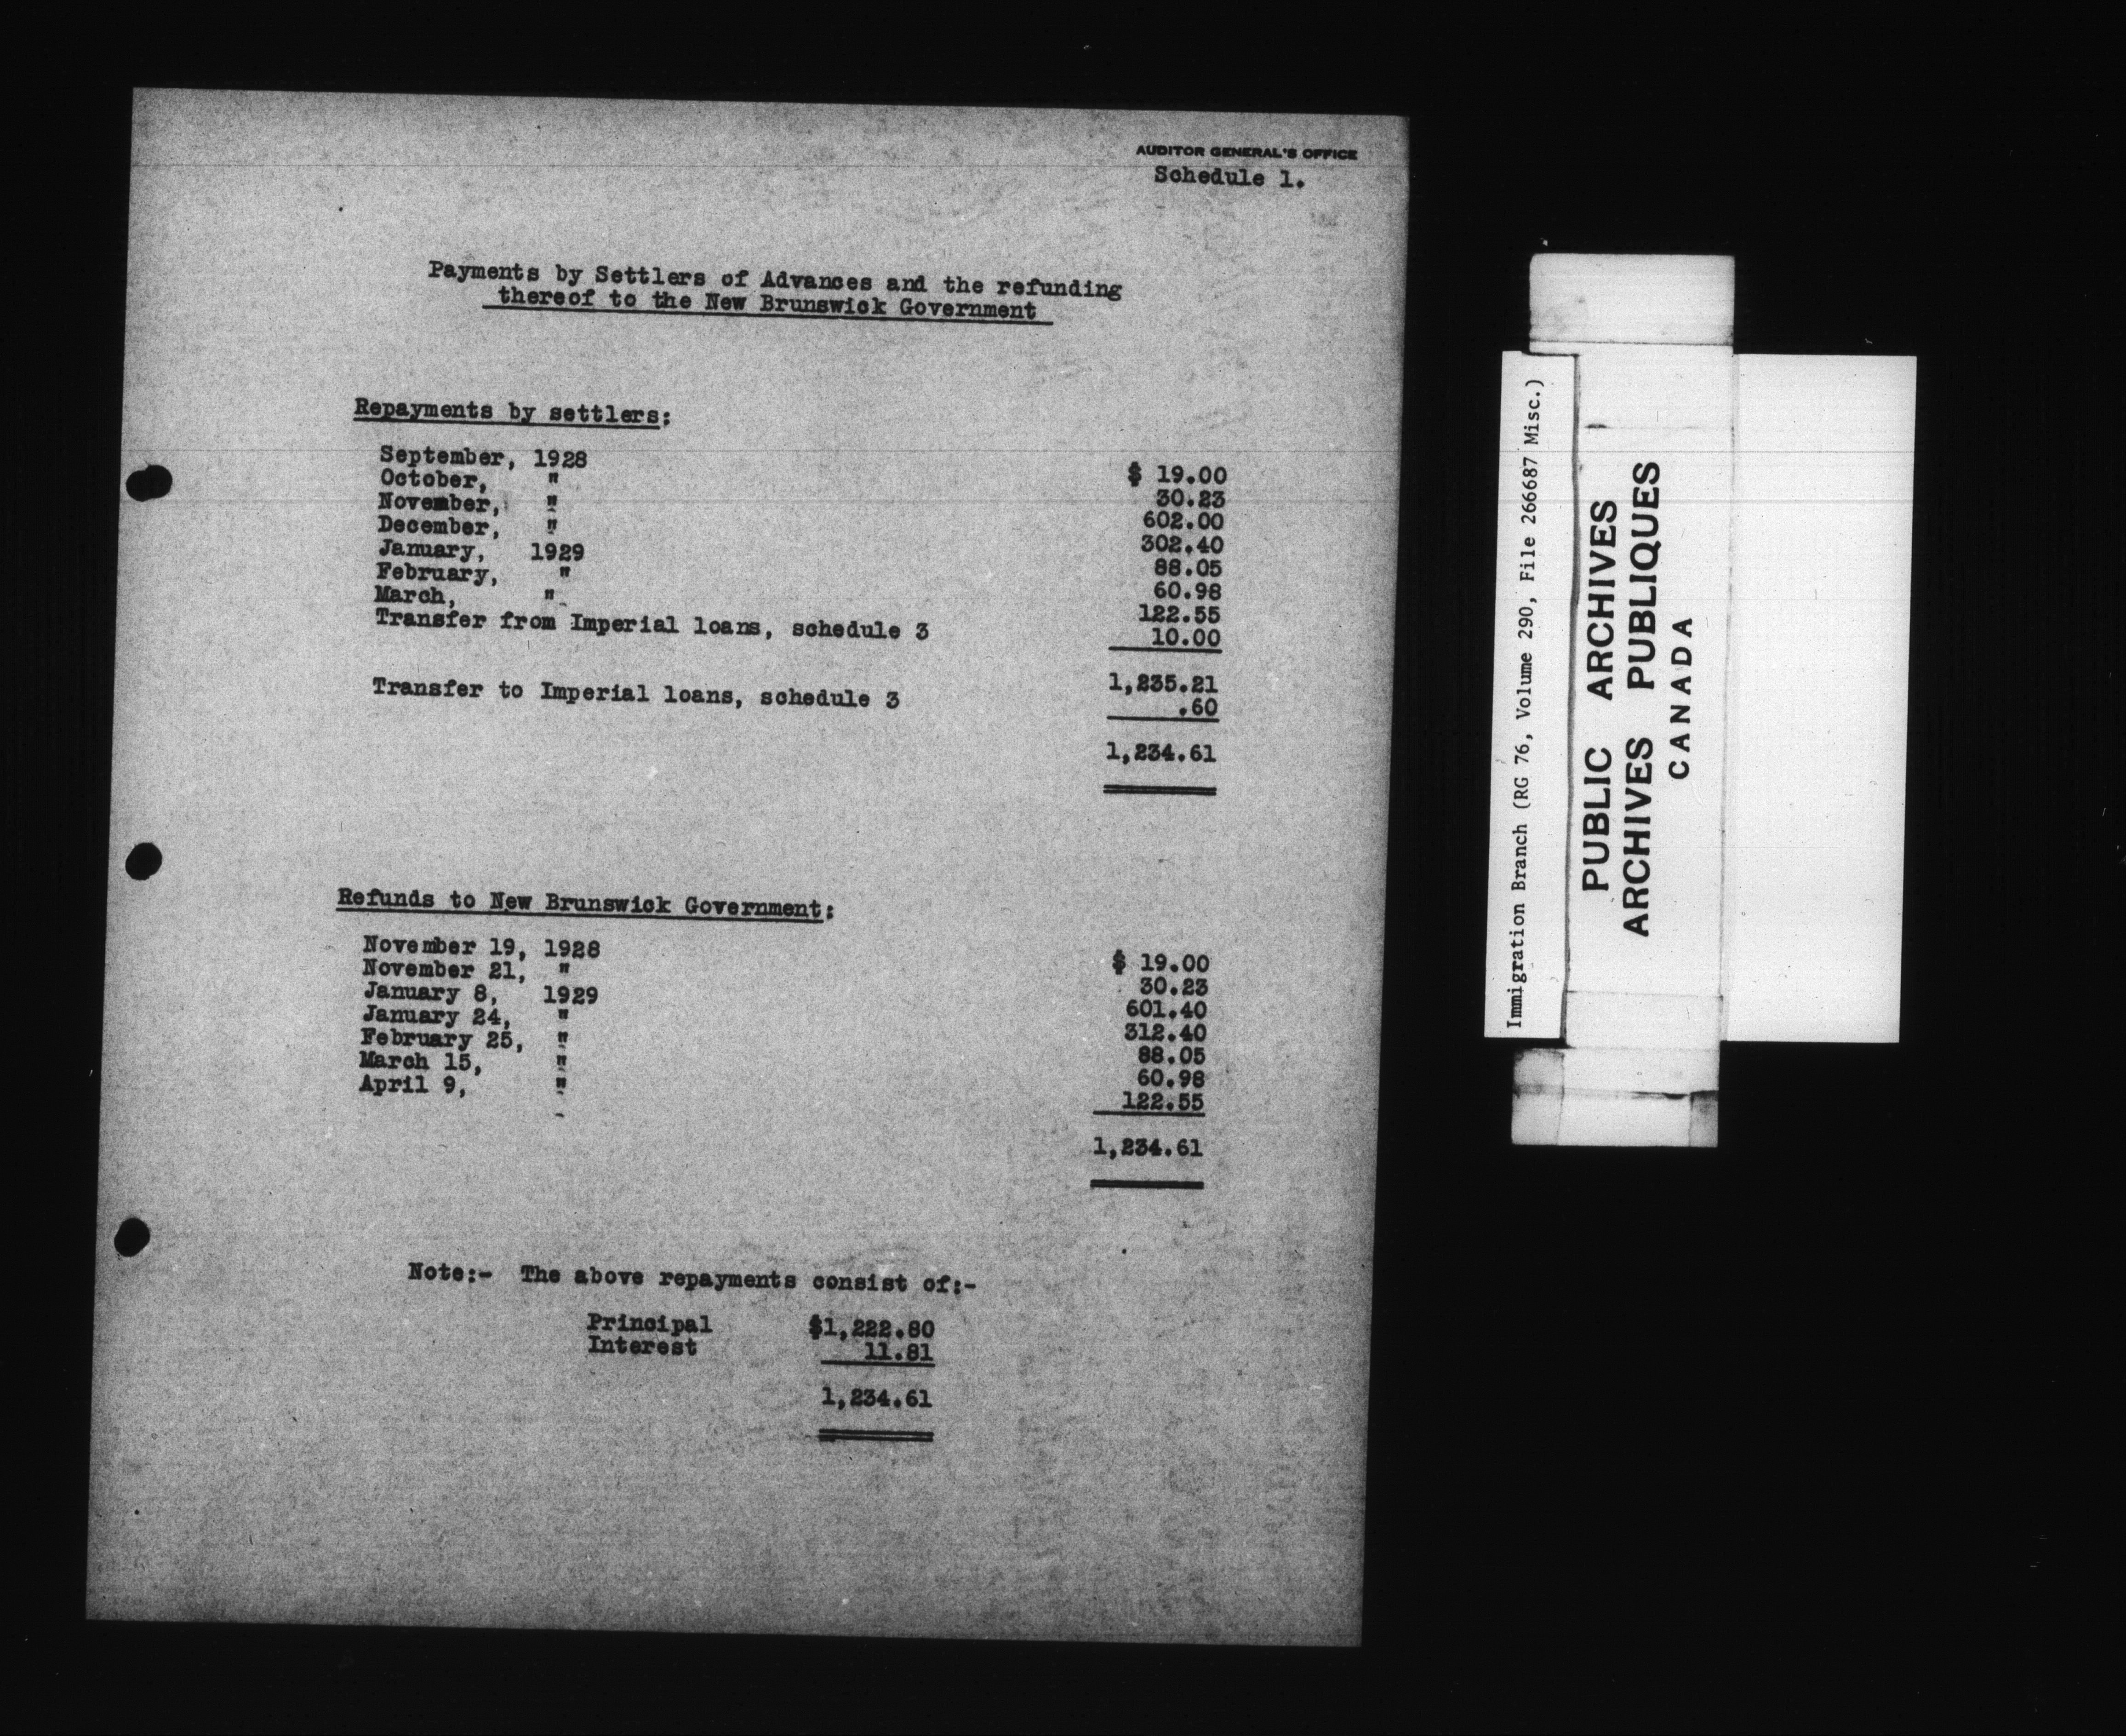 AUDITOR GENERAL'S OFFICE
Schedule 1.
Payments by Settlers of Advances and the refunding
thereof to the New Brunswick Government
Repayments by settlers:
September, 1928 $ 19.00
October, " 30.23
November, " 602.00
December, " 302.40
January, 1929 88.05
February, " 60.98
March, " 122.55
Transfer from Imperial loans, schedule 3 10.00
1,235.21
Transfer to Imperial loans, schedule 3 .60
1,234.61
Refunds to New Brunswick Government:
November 19, 1928 $ 19.00
November 21, " 30.23
January 8, 1929 601.40
January 24, " 312.40
February 25, " 88.05
March 15, " 60.98
April 9, " 122.55
1,234.61
Note:- The above repayments consist of:-
Principal $1,222.80
Interest 11.81
1,234.61
Immigration Branch (RG 76, Volume 290, File 266687 Misc.)
PUBLIC ARCHIVES
ARCHIVES PUBLIQUES
CANADA